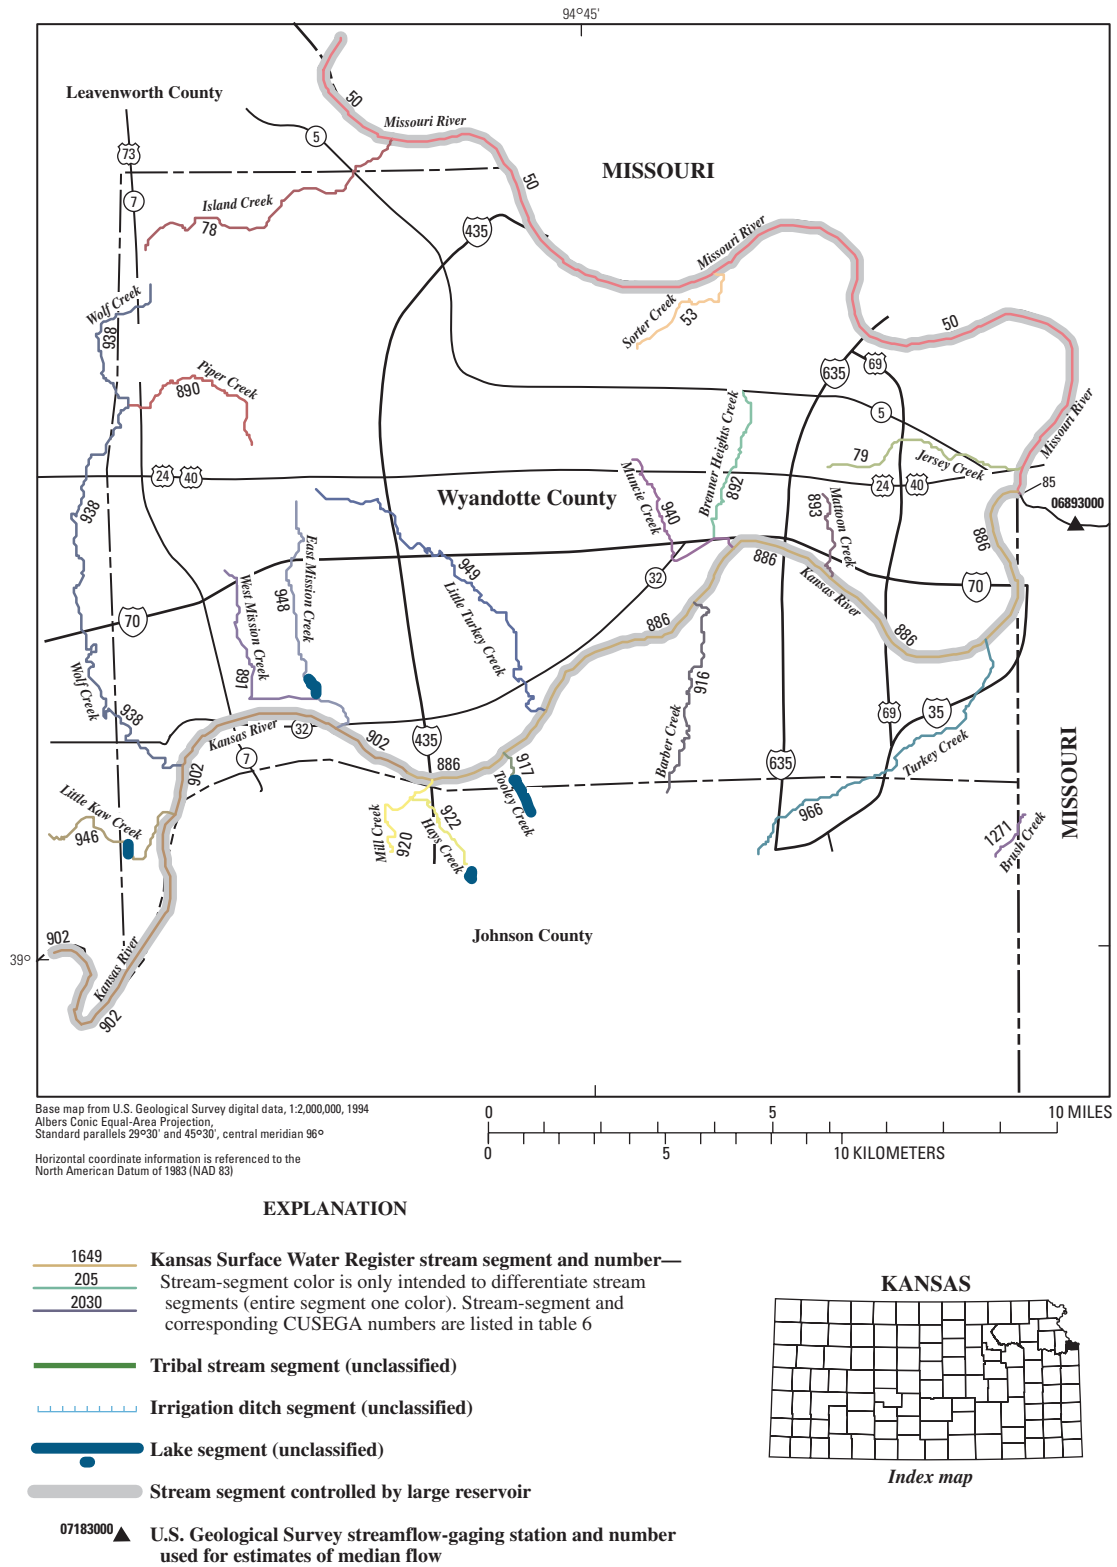 94°45'
Leavenworth County
50
Missouri River
5
73
7
MISSOURI
50
Island Creek
78
435
Missouri River
Wolf Creek
938
Sorter Creek
53
50
635
69
Piper Creek
890
5
Missouri River
Brenner Heights Creek
892
79
Jersey Creek
24
40
Muncie Creek
940
24
40
85
Wyandotte County
893
Mattoon Creek
06893000
938
886
East Mission Creek
948
949
Little Turkey Creek
886
West Mission Creek
891
32
Kansas River
70
70
886
886
Wolf Creek
938
916
Barber Creek
Kansas River
32
902
435
69
35
Turkey Creek
7
902
886
917
Tooley Creek
635
MISSOURI
Little Kaw Creek
946
Mill Creek
920
922
Hays Creek
966
1271
Brush Creek
902
Johnson County
39°
Kansas River
902
Base map from U.S. Geological Survey digital data, 1:2,000,000, 1994
Albers Conic Equal-Area Projection,
Standard parallels 29°30' and 45°30', central meridian 96°
Horizontal coordinate information is referenced to the
North American Datum of 1983 (NAD 83)
0 5 10 MILES
0 5 10 KILOMETERS
EXPLANATION
1649
205
2030
Kansas Surface Water Register stream segment and number—
Stream-segment color is only intended to differentiate stream
segments (entire segment one color). Stream-segment and
corresponding CUSEGA numbers are listed in table 6
Tribal stream segment (unclassified)
Irrigation ditch segment (unclassified)
Lake segment (unclassified)
Stream segment controlled by large reservoir
07183000
U.S. Geological Survey streamflow-gaging station and number
used for estimates of median flow
KANSAS
Index map